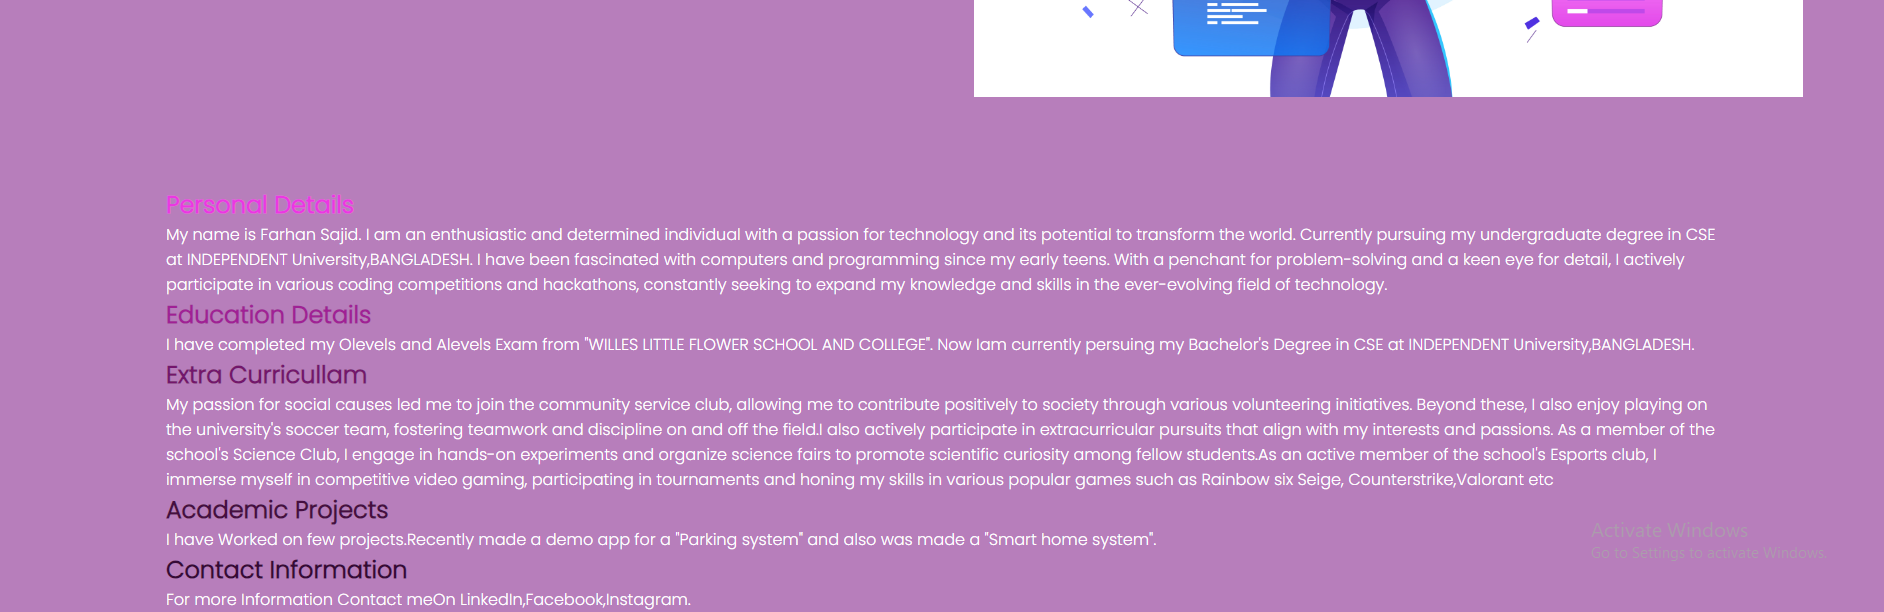 Personal Details
My name is Farhan Sajid. I am an enthusiastic and determined individual with a passion for technology and its potential to transform the world. Currently pursuing my undergraduate degree in CSE
at INDEPENDENT University,BANGLADESH. I have been fascinated with computers and programming since my early teens. With a penchant for problem-solving and a keen eye for detail, I actively
participate in various coding competitions and hackathons, constantly seeking to expand my knowledge and skills in the ever-evolving field of technology.
Education Details
I have completed my Olevels and Alevels Exam from "WILLES LITTLE FLOWER SCHOOL AND COLLEGE". Now Iam currently persuing my Bachelor's Degree in CSE at INDEPENDENT University,BANGLADESH.
Extra Curricullam
My passion for social causes led me to join the community service club, allowing me to contribute positively to society through various volunteering initiatives. Beyond these, I also enjoy playing on
the university's soccer team, fostering teamwork and discipline on and off the field.I also actively participate in extracurricular pursuits that align with my interests and passions. As a member of the
school's Science Club, I engage in hands-on experiments and organize science fairs to promote scientific curiosity among fellow students.As an active member of the school's Esports club, I
immerse myself in competitive video gaming, participating in tournaments and honing my skills in various popular games such as Rainbow six Seige, Counterstrike,Valorant etc
Academic Projects
I have Worked on few projects.Recently made a demo app for a "Parking system" and also was made a "Smart home system".
Activate Windows
Go to Settings to activate Windows.
Contact Information
For more Information Contact meOn LinkedIn,Facebook,Instagram.